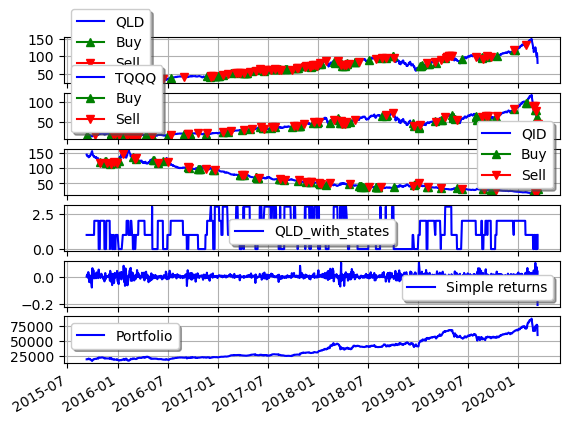 QLD
Buy
Sell
150
100
50
TQQQ
Buy
Sell
100
50
QID
Buy
Sell
150
100
50
2.5
0.0
QLD_with_states
0.0
−0.2
Simple returns
75000
50000
25000
Portfolio
2015-07
2016-01
2016-07
2017-01
2017-07
2018-01
2018-07
2019-01
2019-07
2020-01